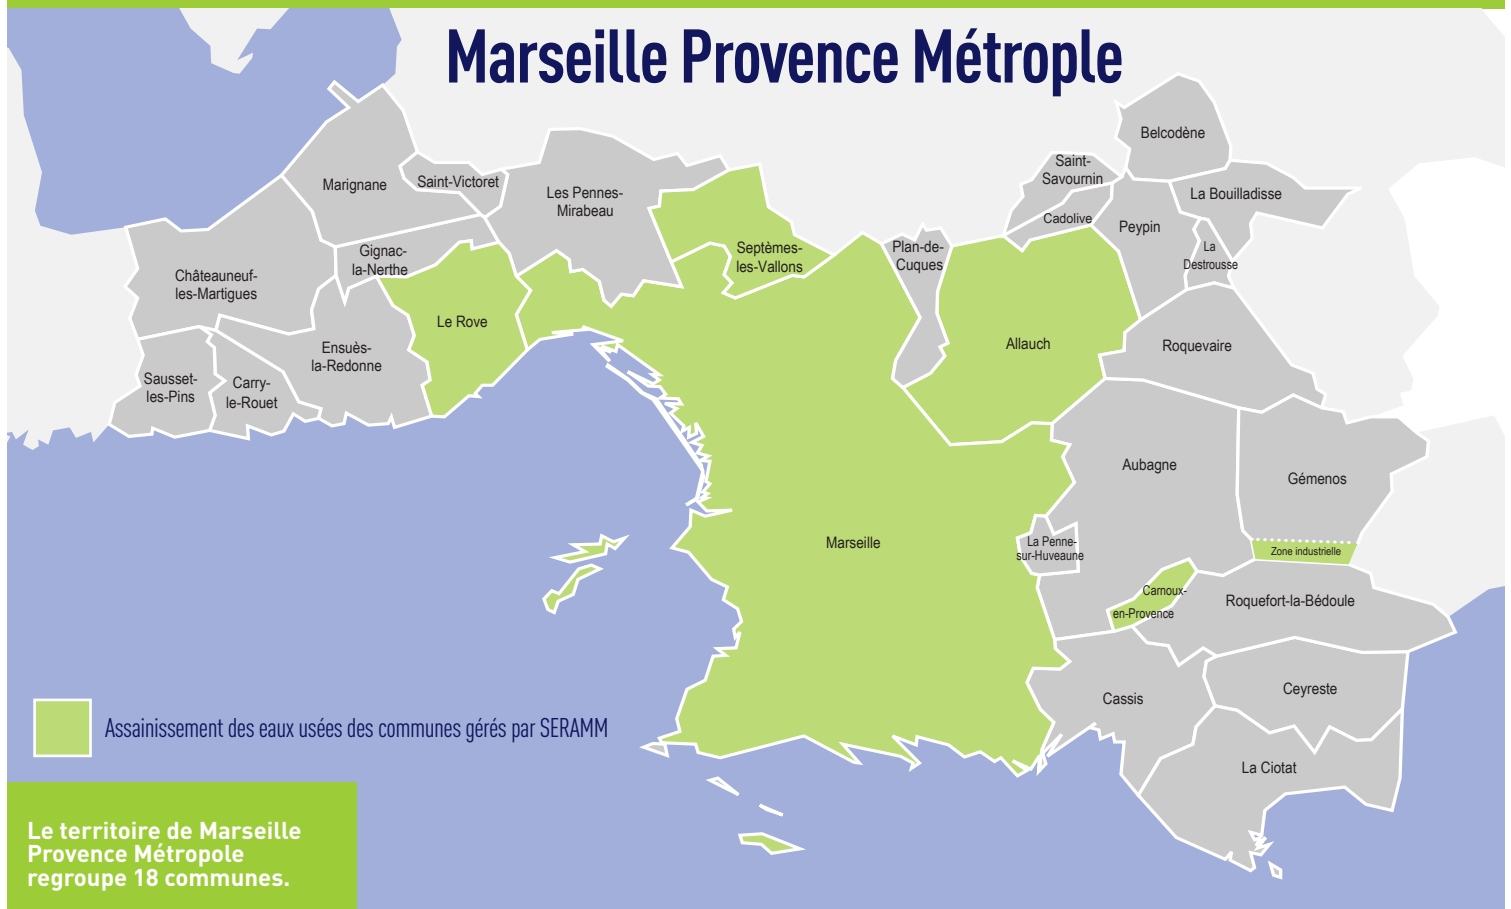 Marseille Provence Métrople
Belcodène
Saint-
Savournin
Marignane
Saint-Victoret
Les Pennes-
Mirabeau
La Bouilladisse
Cadolive
Peypin
Gignac-
la-Nerthe
Septèmes-
les-Vallons
Plan-de-
Cuques
La
Destrousse
Châteauneuf-
les-Martigues
Le Rove
Allauch
Roquevaire
Ensuès-
la-Redonne
Sausset-
les-Pins
Carry-
le-Rouet
Aubagne
Gémenos
Marseille
La Penne-
sur-Huveaune
Zone industrielle
Carnoux-
en-Provence
Roquefort-la-Bédoule
Cassis
Ceyreste
La Ciotat
Assainissement des eaux usées des communes gérés par SERAMM
Le territoire de Marseille
Provence Métropole
regroupe 18 communes.